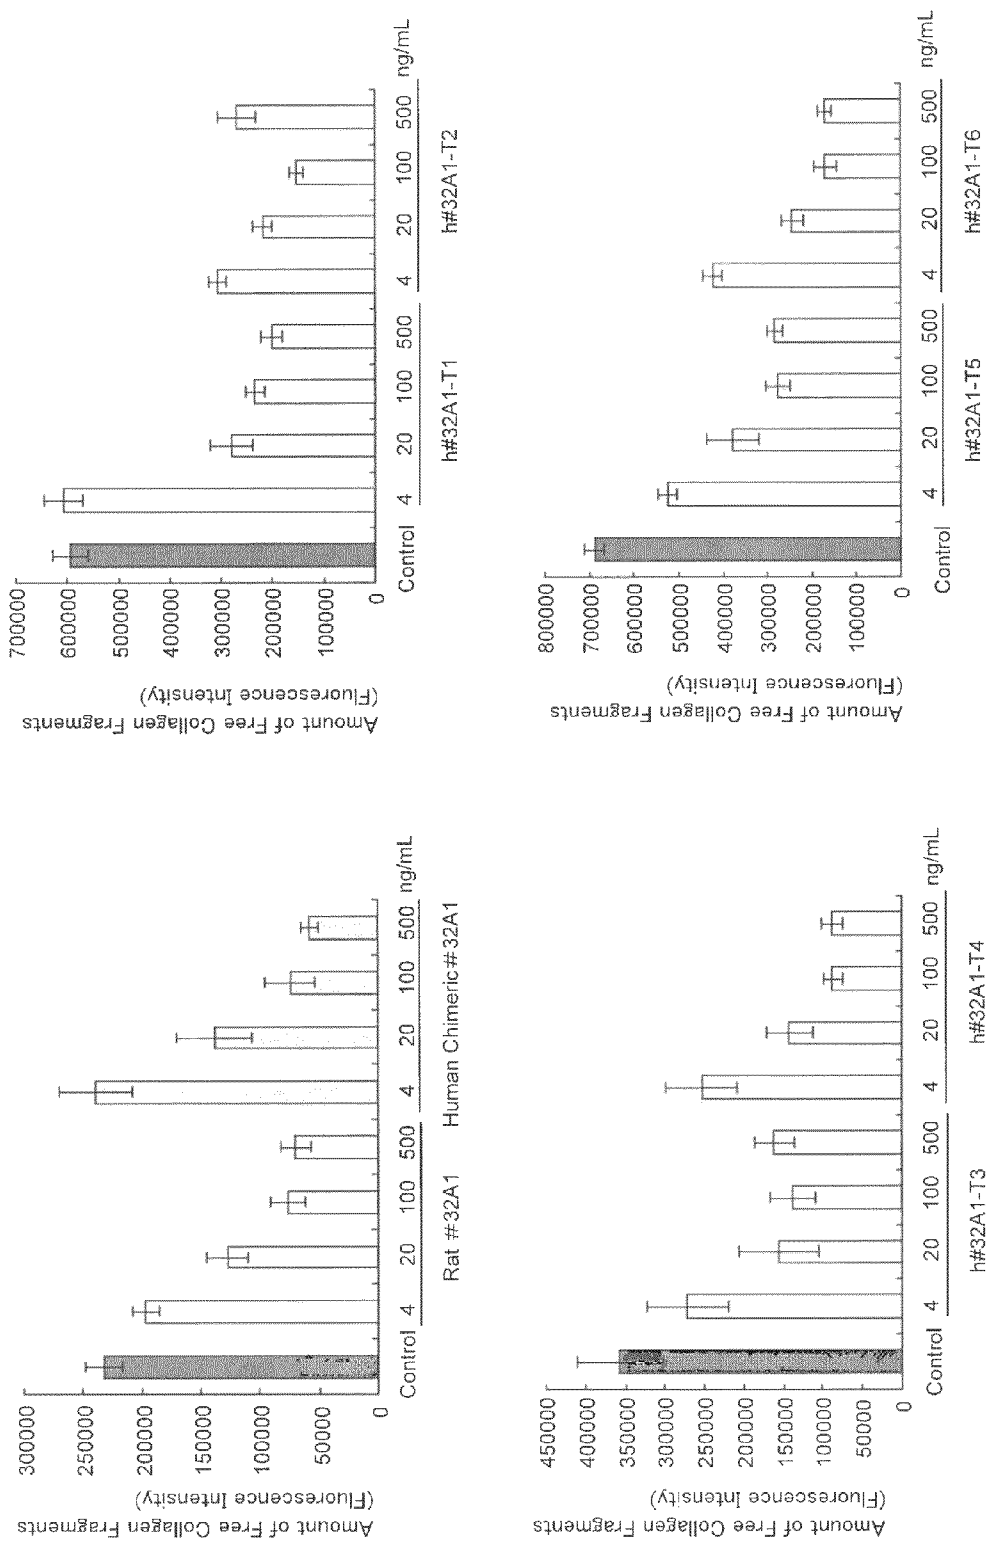 Amount of Free Collagen Fragments
(Fluorescence Intensity)
300000
250000
200000
150000
100000
50000
0
Control 4 20 100 500 4 20 100 500 ng/mL
Rat #32A1 Human Chimeric#32A1
Amount of Free Collagen Fragments
(Fluorescence Intensity)
700000
600000
500000
400000
300000
200000
100000
0
Control 4 20 100 500 4 20 100 500 ng/mL
h#32A1-T1 h#32A1-T2
Amount of Free Collagen Fragments
(Fluorescence Intensity)
450000
400000
350000
300000
250000
200000
150000
100000
50000
0
Control 4 20 100 500 4 20 100 500 ng/mL
h#32A1-T3 h#32A1-T4
Amount of Free Collagen Fragments
(Fluorescence Intensity)
800000
700000
600000
500000
400000
300000
200000
100000
0
Control 4 20 100 500 4 20 100 500 ng/mL
h#32A1-T5 h#32A1-T6